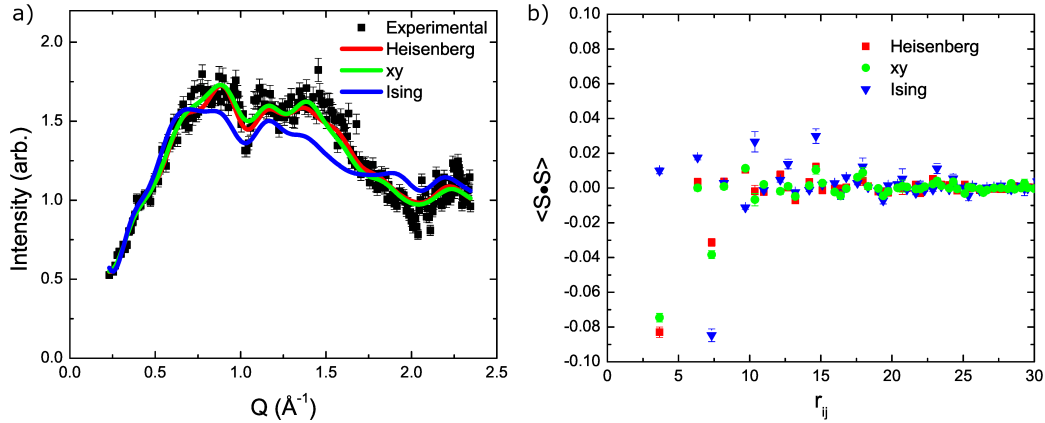 a)
Experimental
Heisenberg
xy
Ising
Intensity (arb.)
2.0
1.5
1.0
0.5
0.0
0.0 0.5 1.0 1.5 2.0 2.5
Q (Å⁻¹)
b)
Heisenberg
xy
Ising
<S•S>
0.10
0.08
0.06
0.04
0.02
0.00
-0.02
-0.04
-0.06
-0.08
-0.10
0 5 10 15 20 25 30
r_ij